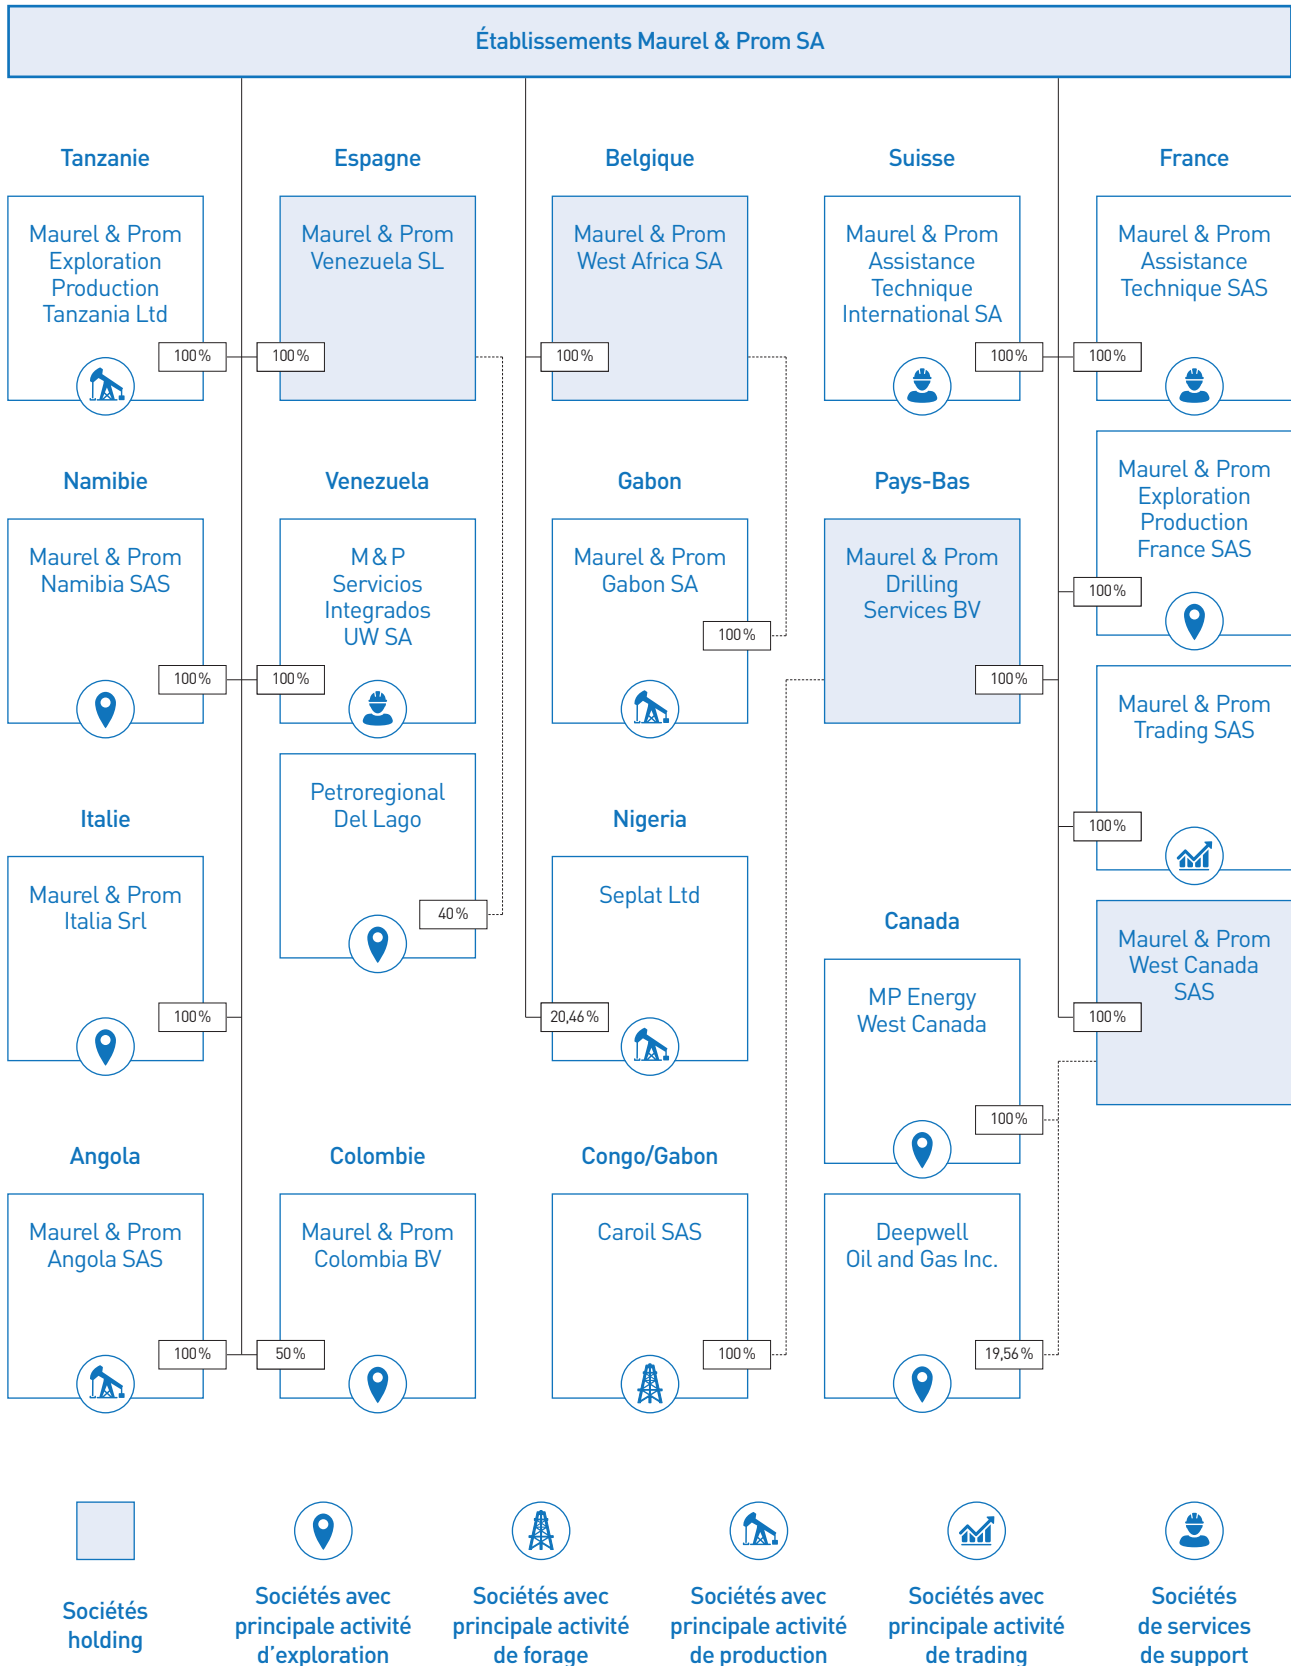 Établissements Maurel & Prom SA
Tanzanie
Maurel & Prom
Exploration
Production
Tanzania Ltd
100 %
Espagne
Maurel & Prom
Venezuela SL
100 %
Belgique
Maurel & Prom
West Africa SA
100 %
Suisse
Maurel & Prom
Assistance
Technique
International SA
100 %
France
Maurel & Prom
Assistance
Technique SAS
100 %
Namibie
Maurel & Prom
Namibia SAS
100 %
Venezuela
M & P
Servicios
Integrados
UW SA
100 %
Petroregional
Del Lago
40 %
Gabon
Maurel & Prom
Gabon SA
100 %
Pays-Bas
Maurel & Prom
Drilling
Services BV
100 %
Maurel & Prom
Exploration
Production
France SAS
100 %
Maurel & Prom
Trading SAS
100 %
Italie
Maurel & Prom
Italia Srl
100 %
Nigeria
Seplat Ltd
20,46 %
Canada
MP Energy
West Canada
100 %
Maurel & Prom
West Canada
SAS
100 %
Angola
Maurel & Prom
Angola SAS
100 %
Colombie
Maurel & Prom
Colombia BV
50 %
Congo/Gabon
Caroil SAS
100 %
Deepwell
Oil and Gas Inc.
19,56 %
Sociétés
holding
Sociétés avec
principale activité
d'exploration
Sociétés avec
principale activité
de forage
Sociétés avec
principale activité
de production
Sociétés avec
principale activité
de trading
Sociétés
de services
de support